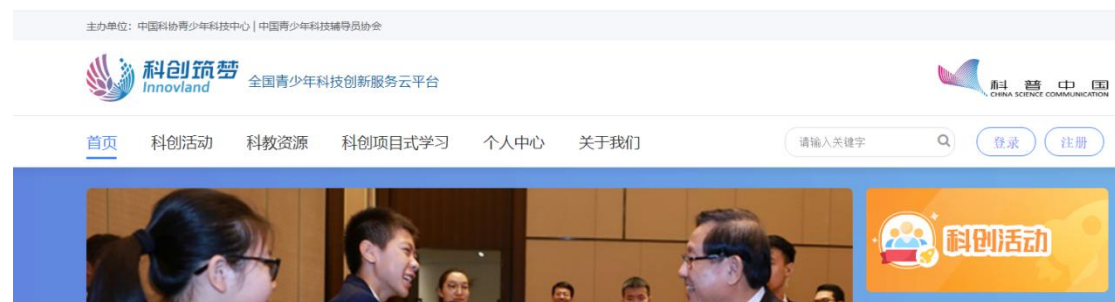 主办单位：中国科协青少年科技中心 | 中国青少年科技辅导员协会
科创筑梦
Innovland
全国青少年科技创新服务云平台
科普中国
CHINA SCIENCE COMMUNICATION
首页 科创活动 科教资源 科创项目式学习 个人中心 关于我们 请输入关键字 登录 注册
科创活动